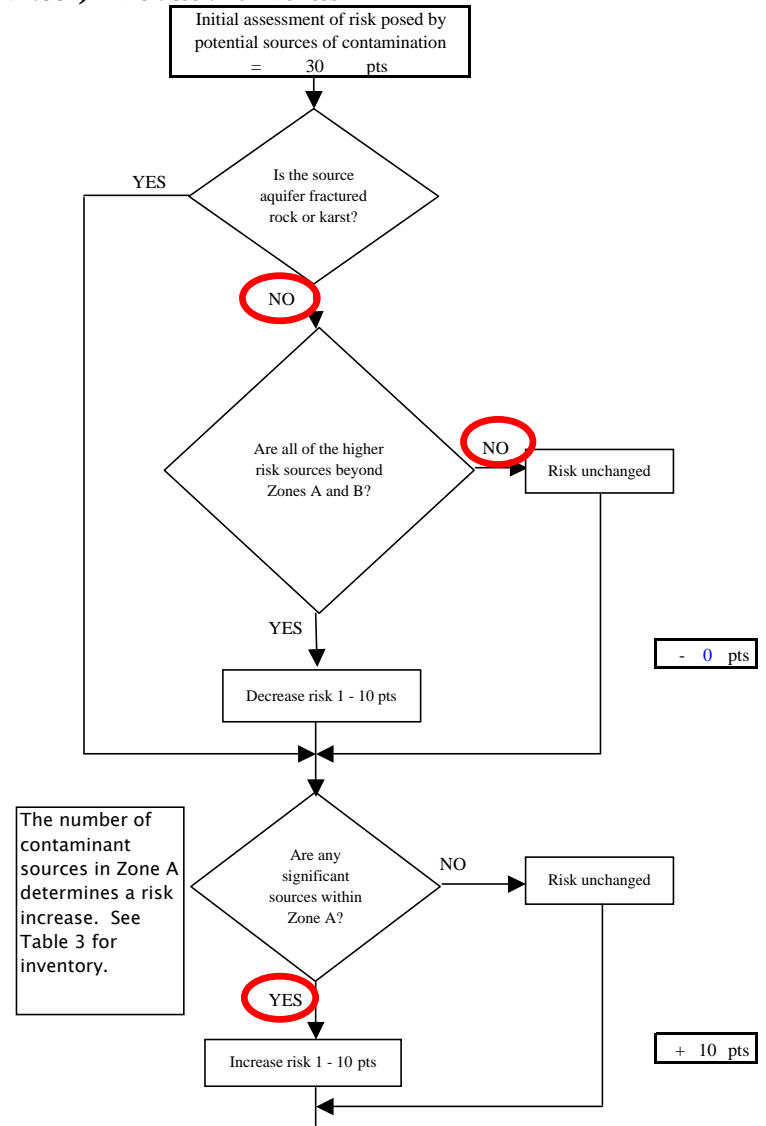 Initial assessment of risk posed by
potential sources of contamination
= 30 pts
Is the source
aquifer fractured
rock or karst?
YES
NO
Are all of the higher
risk sources beyond
Zones A and B?
NO
Risk unchanged
YES
- 0 pts
Decrease risk 1 - 10 pts
The number of
contaminant
sources in Zone A
determines a risk
increase. See
Table 3 for
inventory.
Are any
significant
sources within
Zone A?
NO
Risk unchanged
YES
+ 10 pts
Increase risk 1 - 10 pts